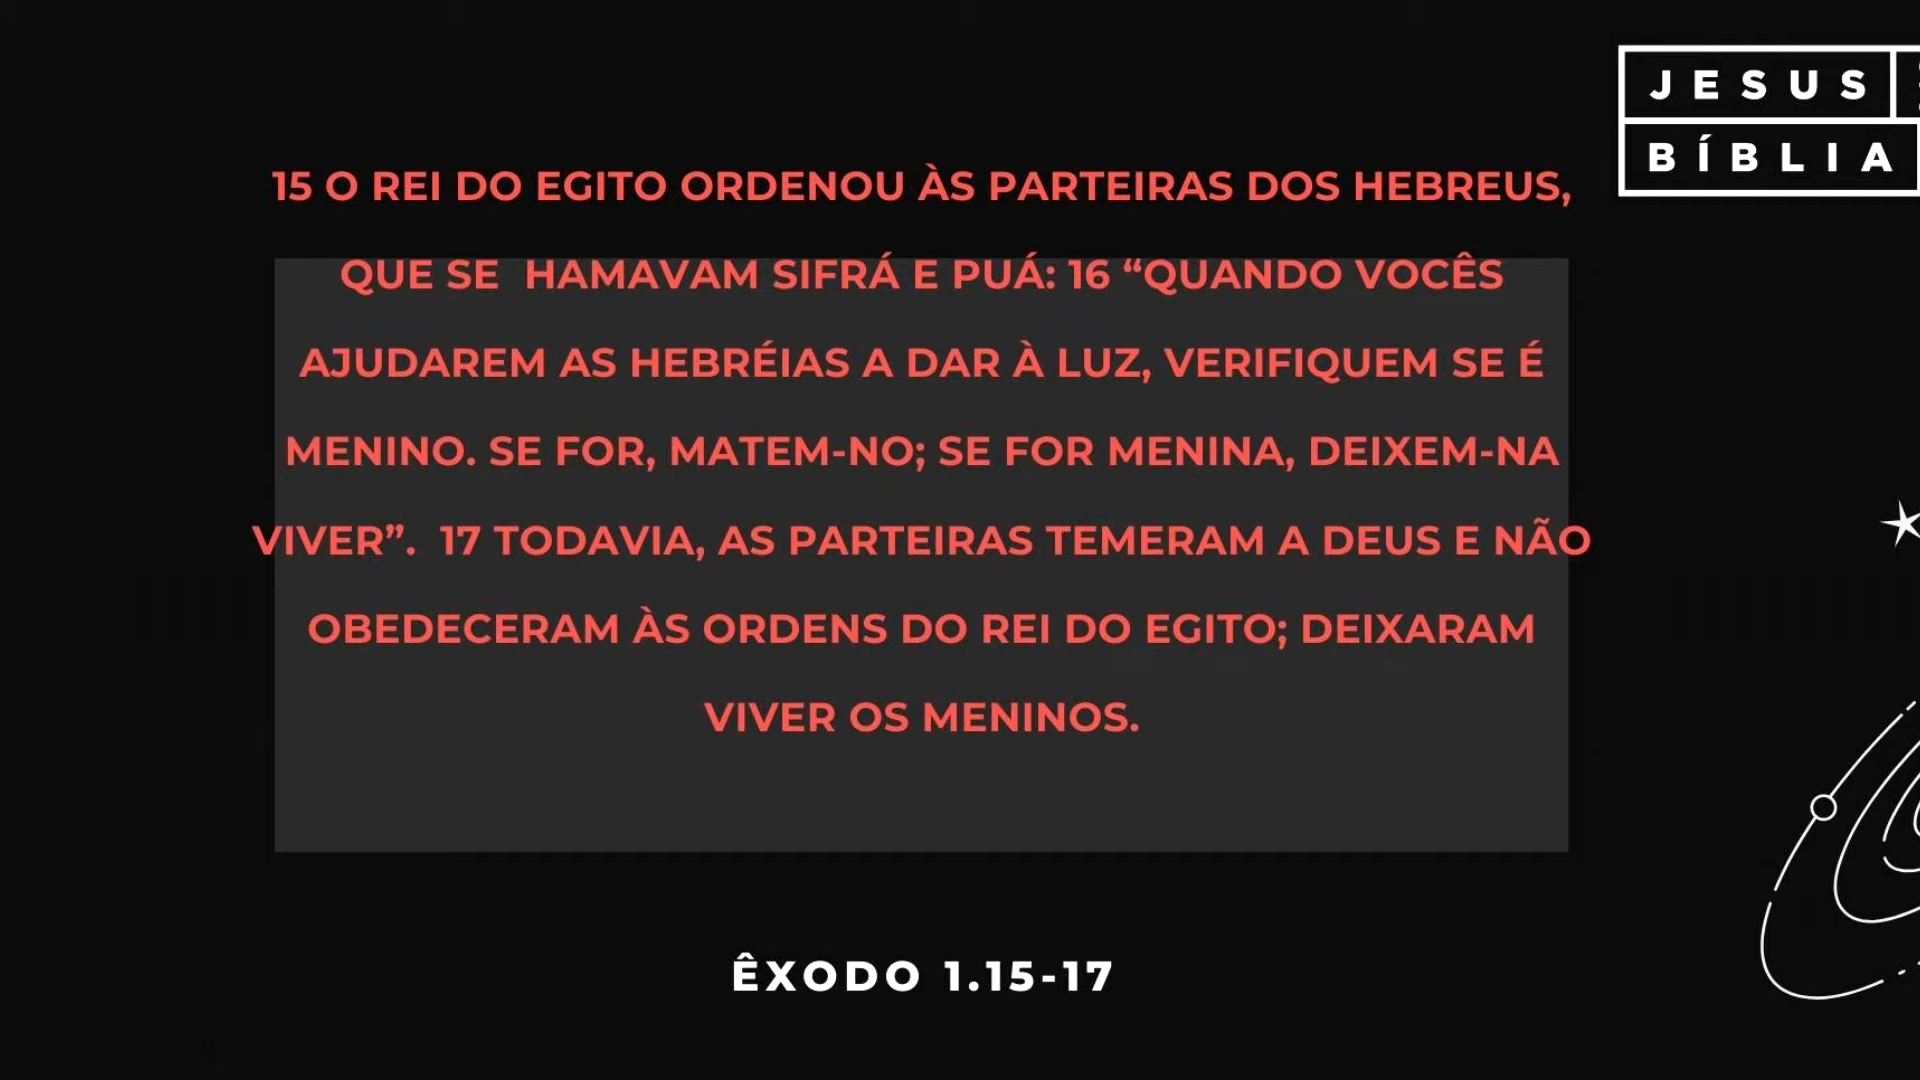 JESUS
BÍBLIA
15 O REI DO EGITO ORDENOU ÀS PARTEIRAS DOS HEBREUS,
QUE SE  HAMAVAM SIFRÁ E PUÁ: 16 “QUANDO VOCÊS
AJUDAREM AS HEBRÉIAS A DAR À LUZ, VERIFIQUEM SE É
MENINO. SE FOR, MATEM-NO; SE FOR MENINA, DEIXEM-NA
VIVER”.  17 TODAVIA, AS PARTEIRAS TEMERAM A DEUS E NÃO
OBEDECERAM ÀS ORDENS DO REI DO EGITO; DEIXARAM
VIVER OS MENINOS.
ÊXODO 1.15-17